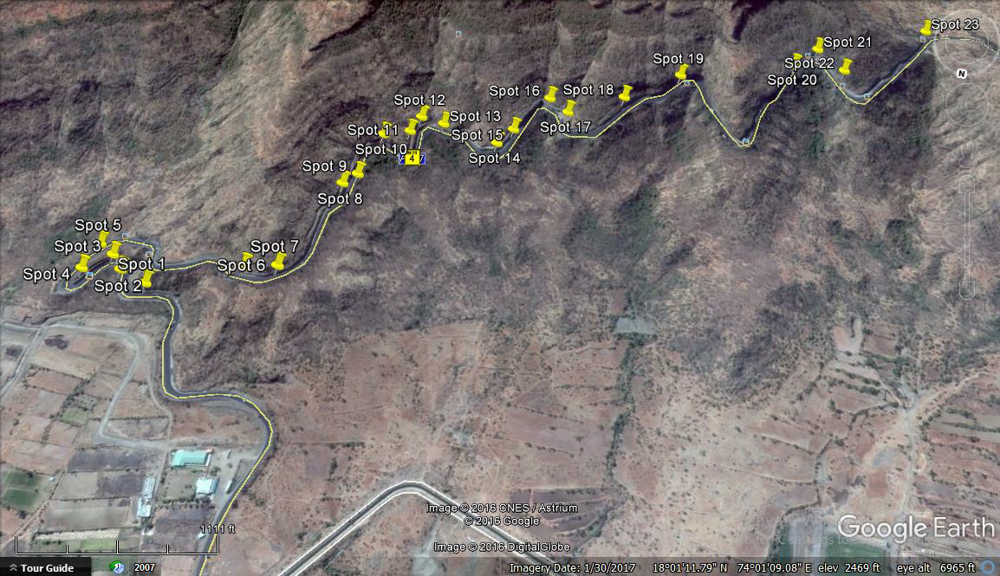 Spot 23
Spot 21
Spot 19
Spot 22
Spot 20
Spot 16
Spot 18
Spot 12
Spot 13
Spot 17
Spot 11
Spot 15
Spot 10
Spot 14
4
7
Spot 9
Spot 8
N
Spot 5
Spot 3
Spot 7
Spot 1
Spot 6
Spot 4
Spot 2
Image © 2016 CNES / Astrium
© 2016 Google
Google Earth
1111 ft
Image © 2016 DigitalGlobe
Tour Guide
2007
Imagery Date: 1/30/2017 18°01'11.79" N 74°01'09.08" E elev 2469 ft eye alt 6965 ft